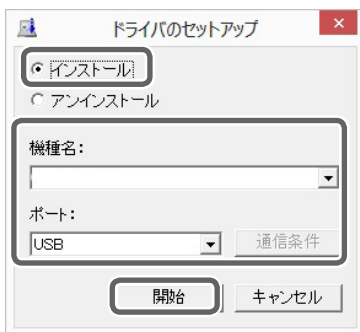 ドライバのセットアップ
インストール
アンインストール
機種名:
ポート:
USB
通信条件
開始
キャンセル